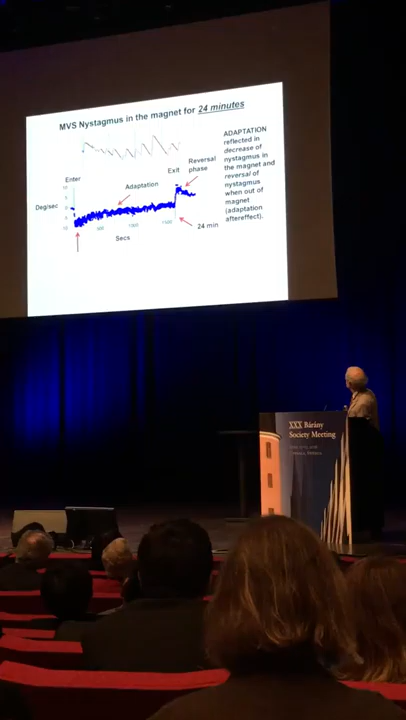 MVS Nystagmus in the magnet for 24 minutes
ADAPTATION
reflected in
decrease of
nystagmus in
the magnet and
reversal of
nystagmus
when out of
magnet
(adaptation
aftereffect).
Enter
Adaptation
Exit
Reversal
phase
Deg/sec
24 min
Secs
XXX Bárány
Society Meeting